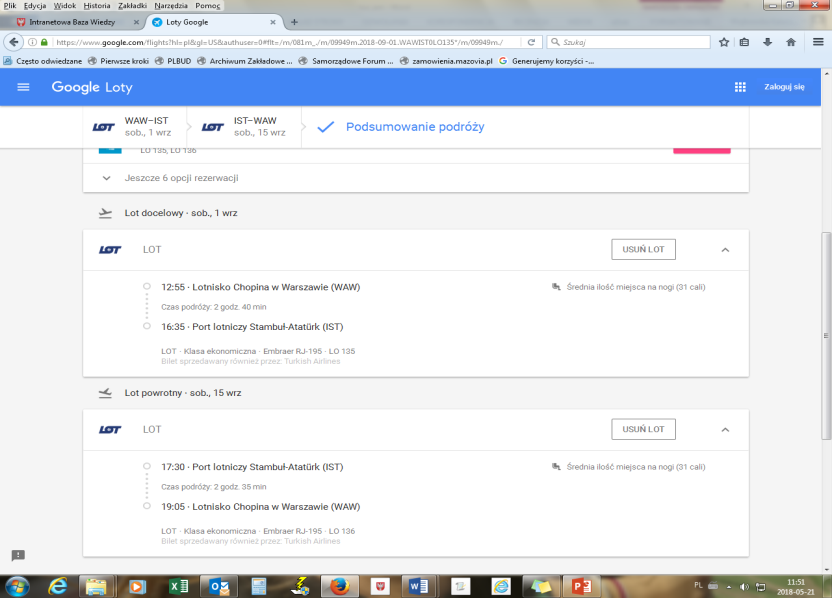 Plik Edycja Widok Historia Zakładki Narzędzia Pomoc
Intranetowa Baza Wiedzy × Loty Google × +
https://www.google.com/flights?hl=pl&gl=US&authuser=0#flt=/m/081m_./m/09949m.2018-09-01.WAWIST0LO135*/m/09949m./ Szukaj
Często odwiedzane Pierwsze kroki PLBUD Archiwum Zakładowe ... Samorządowe Forum ... zamowienia.mazovia.pl Generujemy korzyści -...
Google Loty Zaloguj się
LOT WAW–IST LOT IST–WAW Podsumowanie podróży
sob., 1 wrz sob., 15 wrz
LO 135, LO 136
Jeszcze 6 opcji rezerwacji
Lot docelowy · sob., 1 wrz
LOT LOT USUŃ LOT
12:55 · Lotnisko Chopina w Warszawie (WAW) Średnia ilość miejsca na nogi (31 cali)
Czas podróży: 2 godz. 40 min
16:35 · Port lotniczy Stambuł-Atatürk (IST)
LOT · Klasa ekonomiczna · Embraer RJ-195 · LO 135
Bilet sprzedawany również przez: Turkish Airlines
Lot powrotny · sob., 15 wrz
LOT LOT USUŃ LOT
17:30 · Port lotniczy Stambuł-Atatürk (IST) Średnia ilość miejsca na nogi (31 cali)
Czas podróży: 2 godz. 35 min
19:05 · Lotnisko Chopina w Warszawie (WAW)
LOT · Klasa ekonomiczna · Embraer RJ-195 · LO 136
Bilet sprzedawany również przez: Turkish Airlines
PL 11:51
2018-05-21